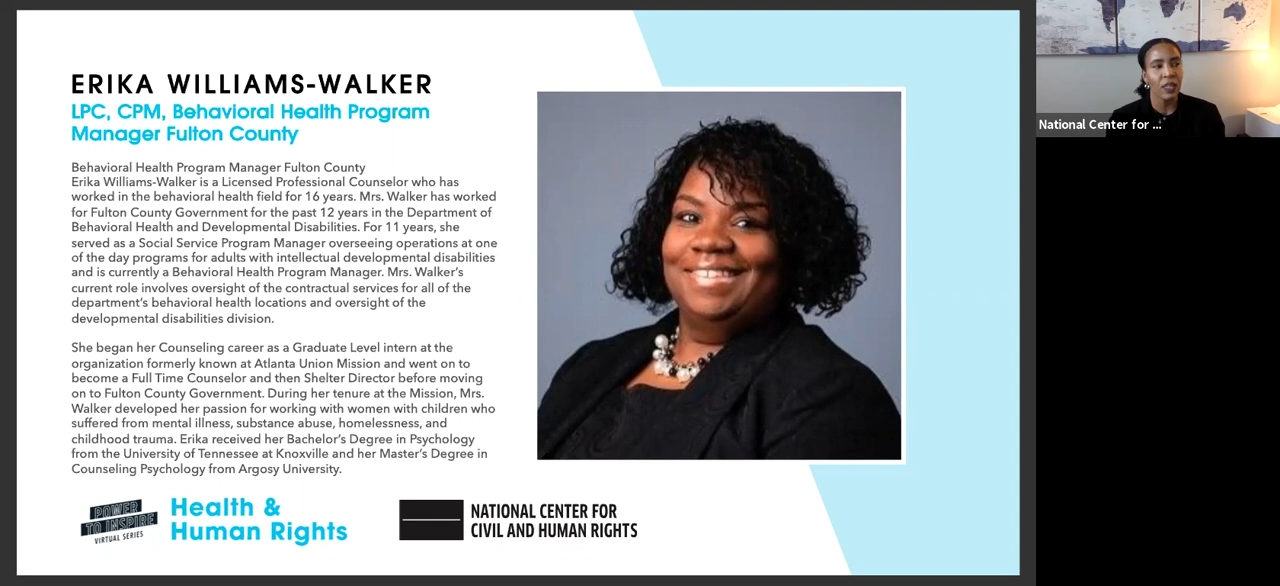 ERIKA WILLIAMS-WALKER
LPC, CPM, Behavioral Health Program
Manager Fulton County
Behavioral Health Program Manager Fulton County
Erika Williams-Walker is a Licensed Professional Counselor who has
worked in the behavioral health field for 16 years. Mrs. Walker has worked
for Fulton County Government for the past 12 years in the Department of
Behavioral Health and Developmental Disabilities. For 11 years, she
served as a Social Service Program Manager overseeing operations at one
of the day programs for adults with intellectual developmental disabilities
and is currently a Behavioral Health Program Manager. Mrs. Walker's
current role involves oversight of the contractual services for all of the
department's behavioral health locations and oversight of the
developmental disabilities division.
She began her Counseling career as a Graduate Level intern at the
organization formerly known at Atlanta Union Mission and went on to
become a Full Time Counselor and then Shelter Director before moving
on to Fulton County Government. During her tenure at the Mission, Mrs.
Walker developed her passion for working with women with children who
suffered from mental illness, substance abuse, homelessness, and
childhood trauma. Erika received her Bachelor's Degree in Psychology
from the University of Tennessee at Knoxville and her Master's Degree in
Counseling Psychology from Argosy University.
POWER
TO INSPIRE
VIRTUAL SERIES
Health &
Human Rights
NATIONAL CENTER FOR
CIVIL AND HUMAN RIGHTS
National Center for ...